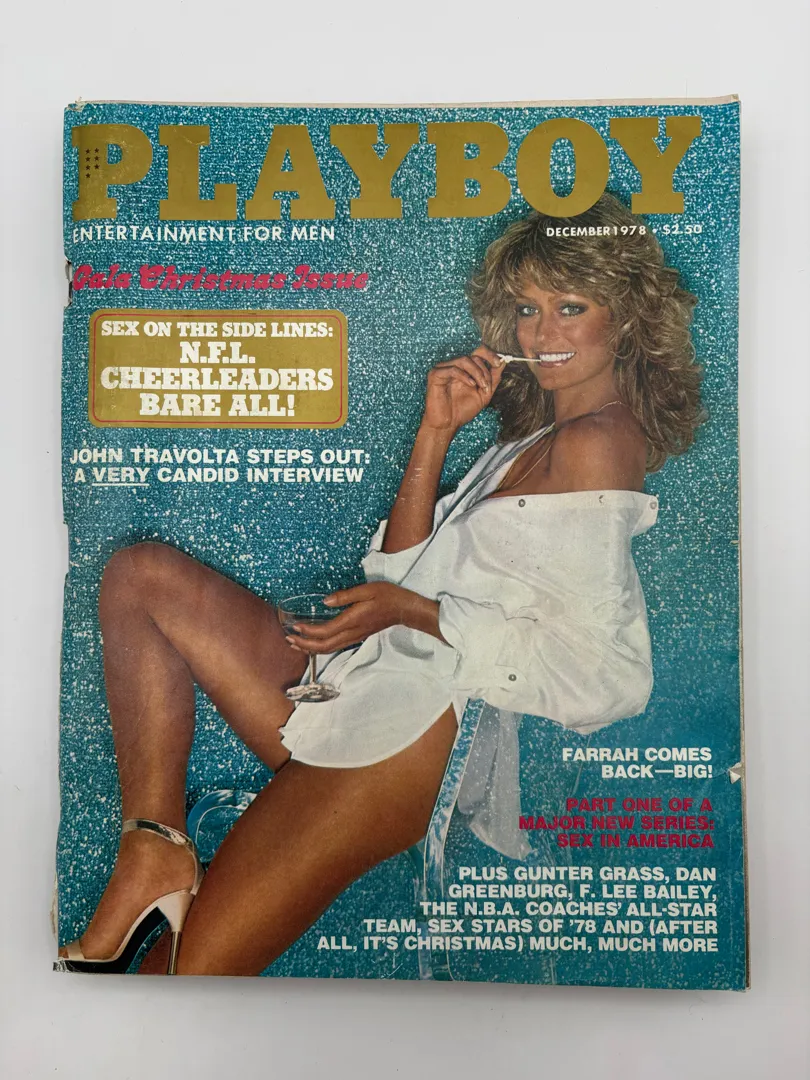 PLAYBOY
ENTERTAINMENT FOR MEN
DECEMBER 1978 • $2.50
Gala Christmas Issue
SEX ON THE SIDE LINES:
N.F.L.
CHEERLEADERS
BARE ALL!
JOHN TRAVOLTA STEPS OUT:
A VERY CANDID INTERVIEW
FARRAH COMES
BACK—BIG!
PART ONE OF A
MAJOR NEW SERIES:
SEX IN AMERICA
PLUS GUNTER GRASS, DAN
GREENBURG, F. LEE BAILEY,
THE N.B.A. COACHES' ALL-STAR
TEAM, SEX STARS OF '78 AND (AFTER
ALL, IT'S CHRISTMAS) MUCH, MUCH MORE